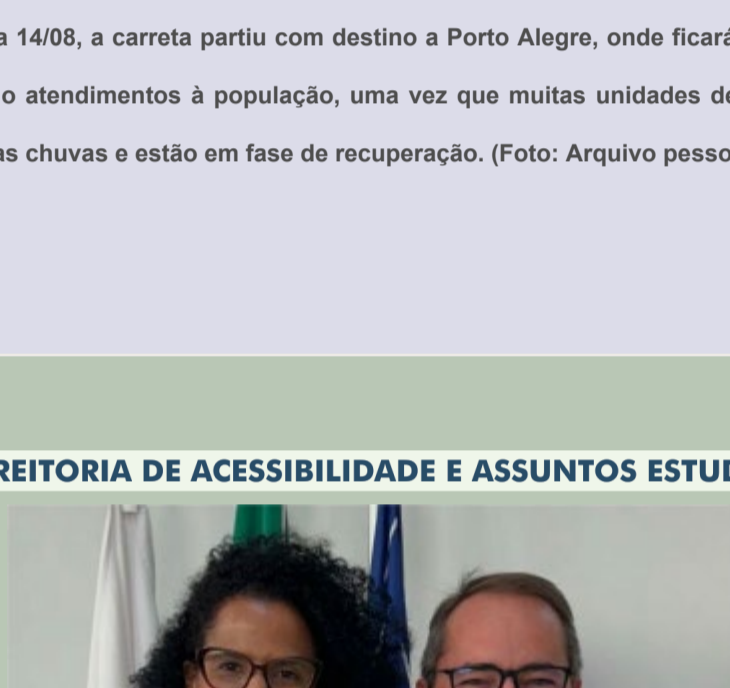 a 14/08, a carreta partiu com destino a Porto Alegre, onde ficará
o atendimentos à população, uma vez que muitas unidades de
as chuvas e estão em fase de recuperação. (Foto: Arquivo pesso
REITORIA DE ACESSIBILIDADE E ASSUNTOS ESTUD